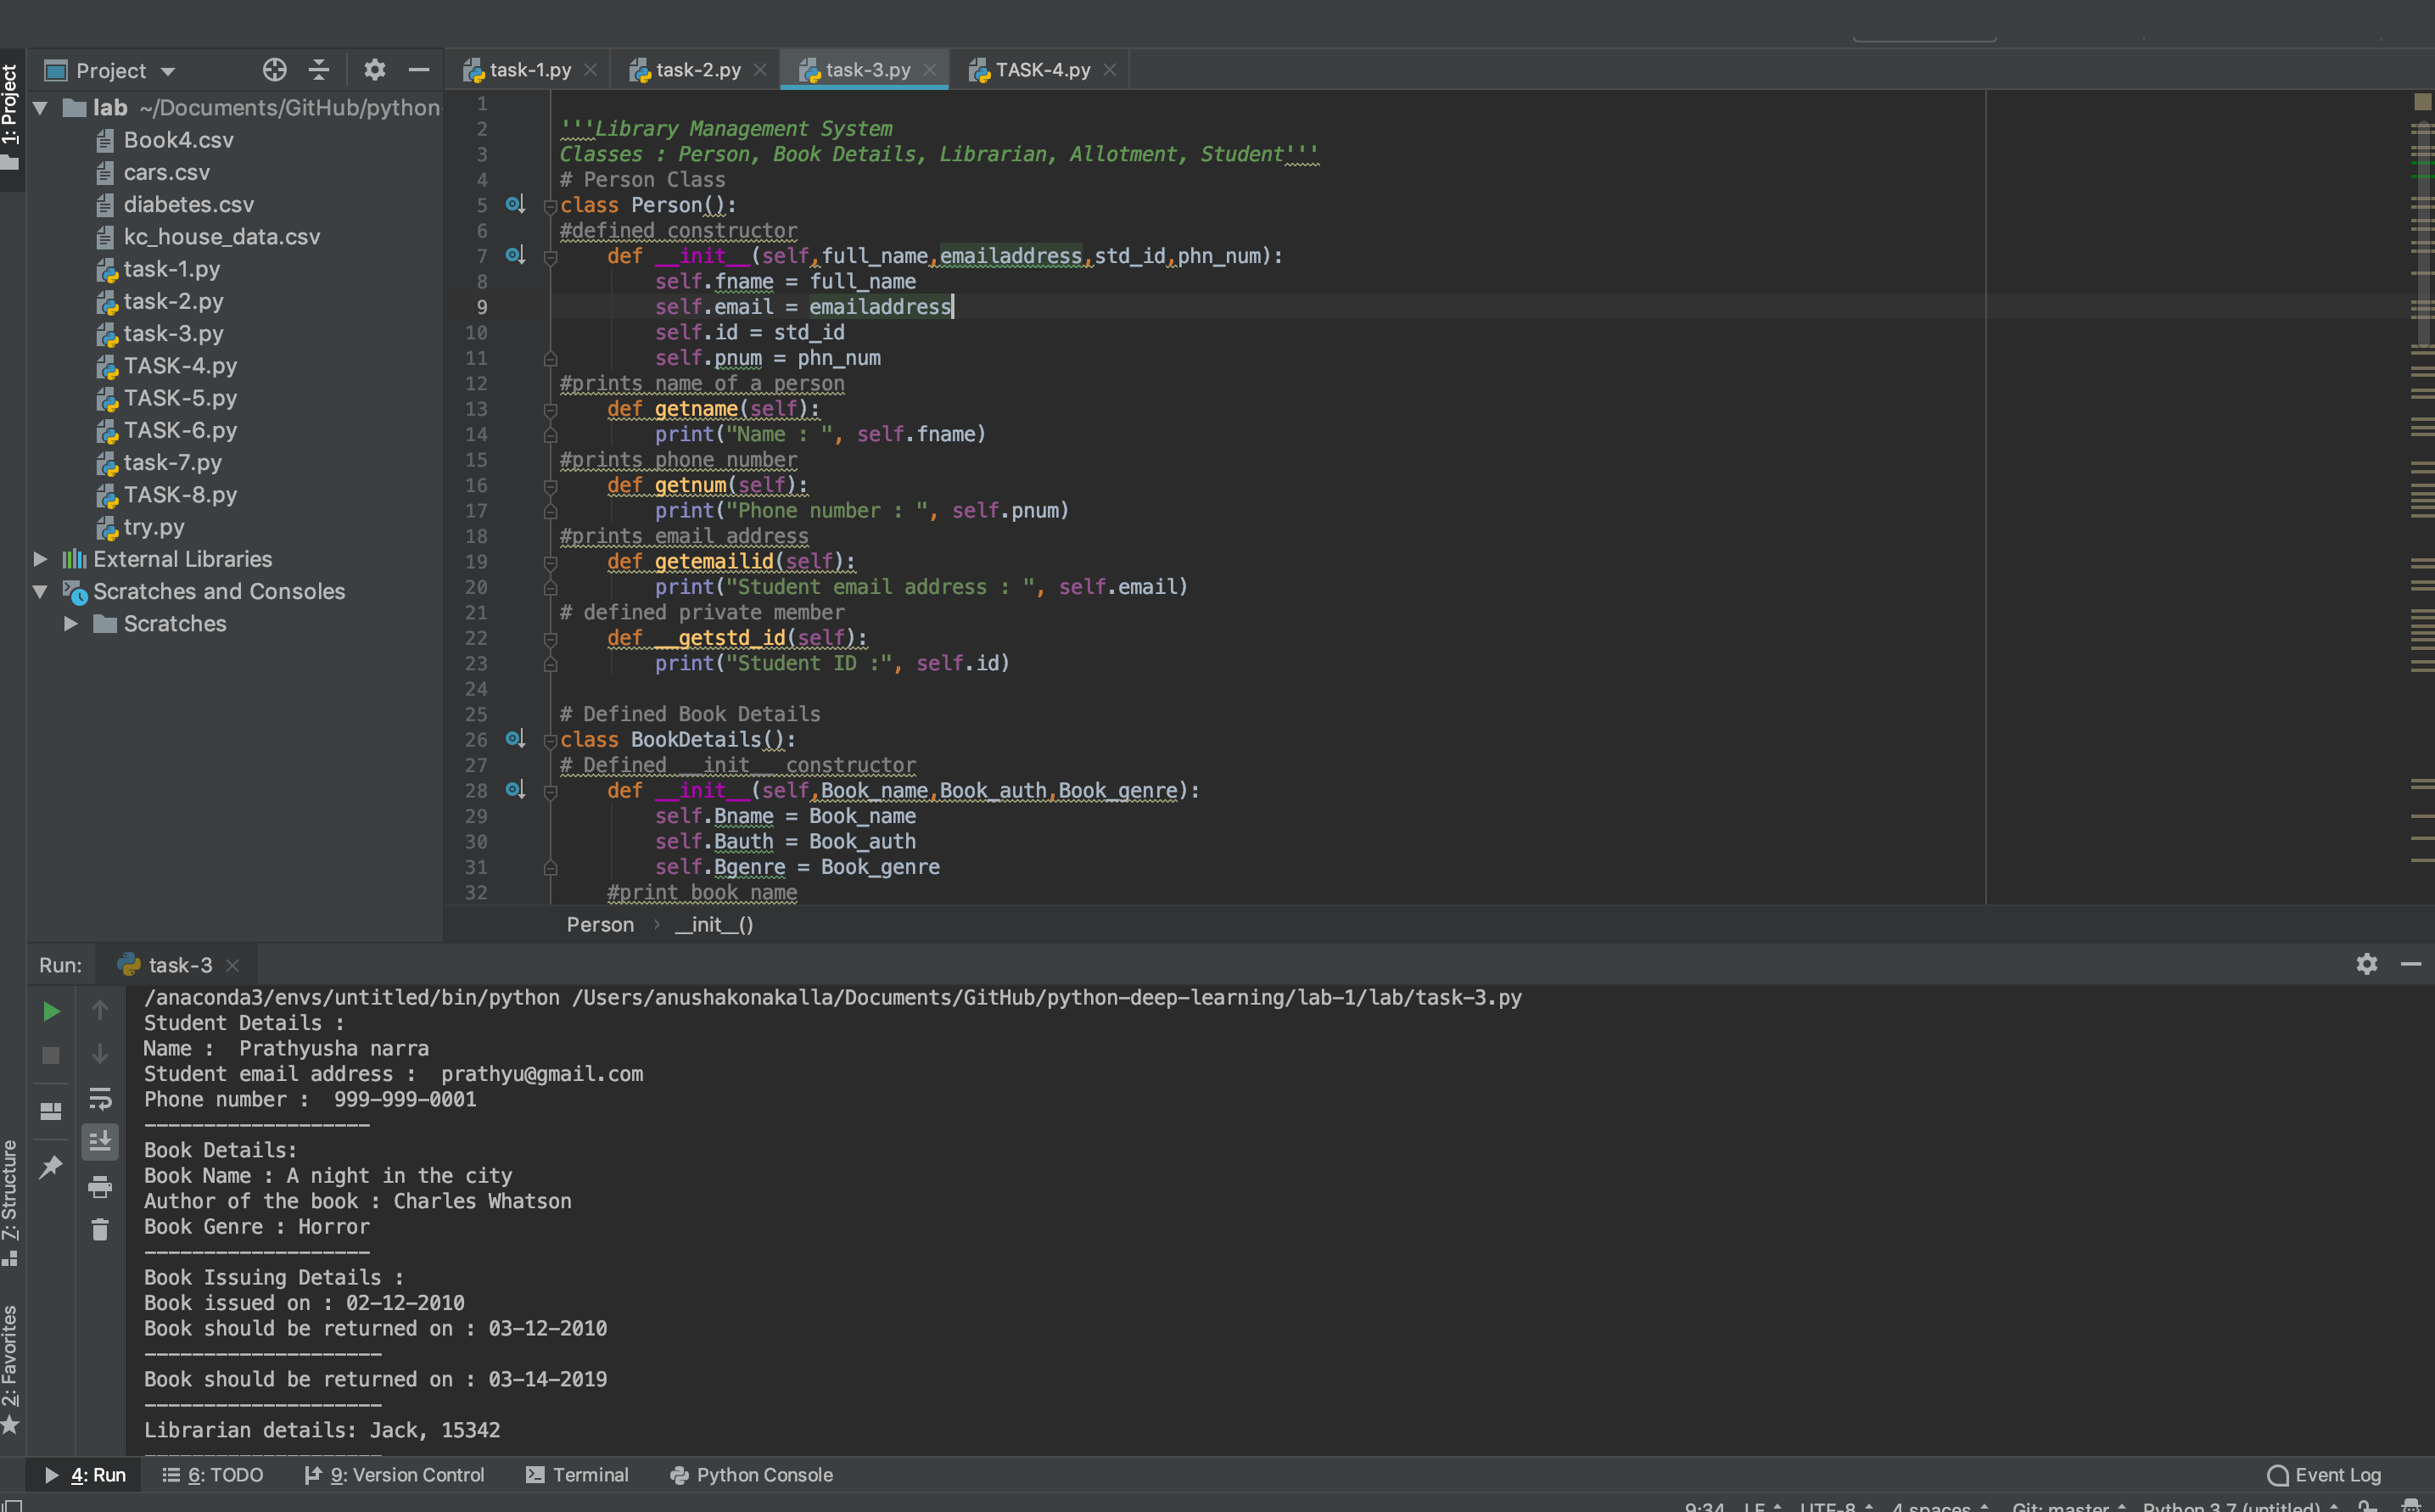 Project
task-1.py
task-2.py
task-3.py
TASK-4.py
1: Project
lab ~/Documents/GitHub/python
Book4.csv
cars.csv
diabetes.csv
kc_house_data.csv
task-1.py
task-2.py
task-3.py
TASK-4.py
TASK-5.py
TASK-6.py
task-7.py
TASK-8.py
try.py
External Libraries
Scratches and Consoles
Scratches
1
2 '''Library Management System
3 Classes : Person, Book Details, Librarian, Allotment, Student'''
4 # Person Class
5 class Person():
6 #defined constructor
7 def __init__(self,full_name,emailaddress,std_id,phn_num):
8 self.fname = full_name
9 self.email = emailaddress
10 self.id = std_id
11 self.pnum = phn_num
12 #prints name of a person
13 def getname(self):
14 print("Name : ", self.fname)
15 #prints phone number
16 def getnum(self):
17 print("Phone number : ", self.pnum)
18 #prints email address
19 def getemailid(self):
20 print("Student email address : ", self.email)
21 # defined private member
22 def __getstd_id(self):
23 print("Student ID :", self.id)
24
25 # Defined Book Details
26 class BookDetails():
27 # Defined __init__ constructor
28 def __init__(self,Book_name,Book_auth,Book_genre):
29 self.Bname = Book_name
30 self.Bauth = Book_auth
31 self.Bgenre = Book_genre
32 #print book name
Person › __init__()
Run: task-3
/anaconda3/envs/untitled/bin/python /Users/anushakonakalla/Documents/GitHub/python-deep-learning/lab-1/lab/task-3.py
Student Details :
Name :  Prathyusha narra
Student email address :  prathyu@gmail.com
Phone number :  999-999-0001
-------------------
Book Details:
Book Name : A night in the city
Author of the book : Charles Whatson
Book Genre : Horror
-------------------
Book Issuing Details :
Book issued on : 02-12-2010
Book should be returned on : 03-12-2010
--------------------
Book should be returned on : 03-14-2019
--------------------
Librarian details: Jack, 15342
--------------------
7: Structure
2: Favorites
4: Run
6: TODO
9: Version Control
Terminal
Python Console
Event Log
9:34 LF UTF-8 4 spaces Git: master Python 3.7 (untitled)